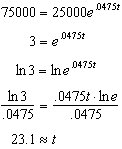 75000 = 25000e^.0475t
3 = e^.0475t
ln 3 = ln e^.0475t
ln 3 / .0475 = .0475t · ln e / .0475
23.1 ≈ t